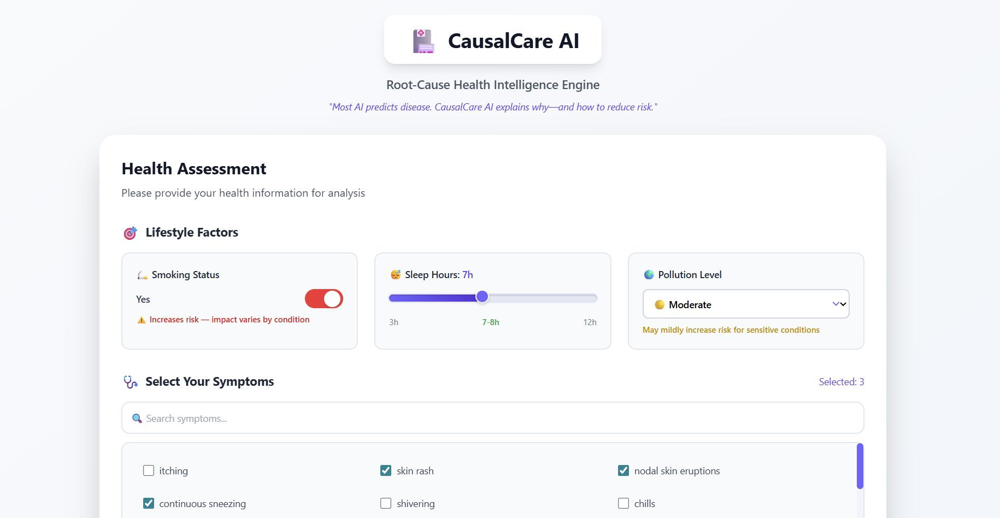 CausalCare AI
Root-Cause Health Intelligence Engine
"Most AI predicts disease. CausalCare AI explains why—and how to reduce risk."
Health Assessment
Please provide your health information for analysis
Lifestyle Factors
Smoking Status
Yes
Increases risk — impact varies by condition
Sleep Hours: 7h
3h 7-8h 12h
Pollution Level
Moderate
May mildly increase risk for sensitive conditions
Select Your Symptoms
Selected: 3
Search symptoms...
itching skin rash nodal skin eruptions
continuous sneezing shivering chills